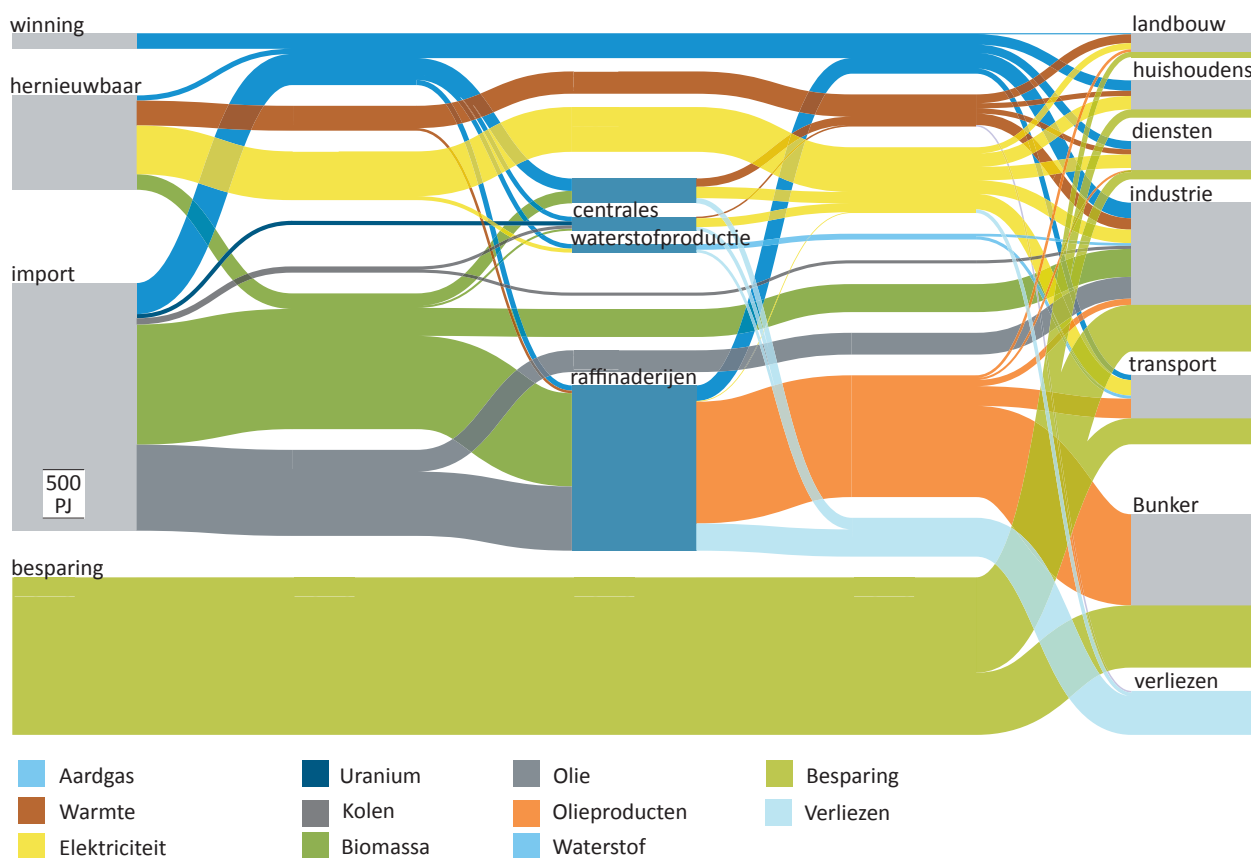 winning
hernieuwbaar
import
500
PJ
besparing
centrales
waterstofproductie
raffinaderijen
landbouw
huishoudens
diensten
industrie
transport
Bunker
verliezen
Aardgas
Warmte
Elektriciteit
Uranium
Kolen
Biomassa
Olie
Olieproducten
Waterstof
Besparing
Verliezen